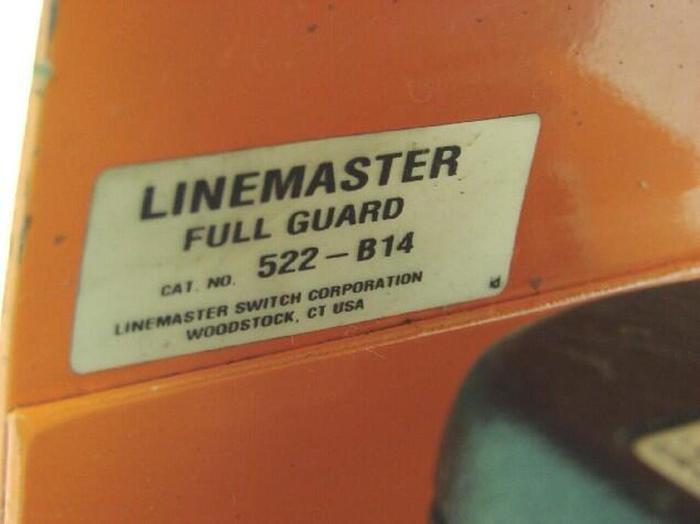 LINEMASTER
FULL GUARD
CAT. NO. 522-B14
LINEMASTER SWITCH CORPORATION
WOODSTOCK, CT USA